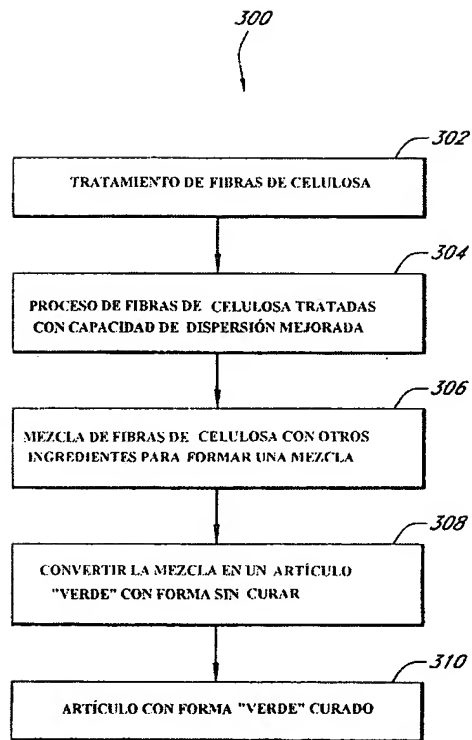 300
302
TRATAMIENTO DE FIBRAS DE CELULOSA
304
PROCESO DE FIBRAS DE CELULOSA TRATADAS
CON CAPACIDAD DE DISPERSIÓN MEJORADA
306
MEZCLA DE FIBRAS DE CELULOSA CON OTROS
INGREDIENTES PARA FORMAR UNA MEZCLA
308
CONVERTIR LA MEZCLA EN UN ARTÍCULO
"VERDE" CON FORMA SIN CURAR
310
ARTÍCULO CON FORMA "VERDE" CURADO